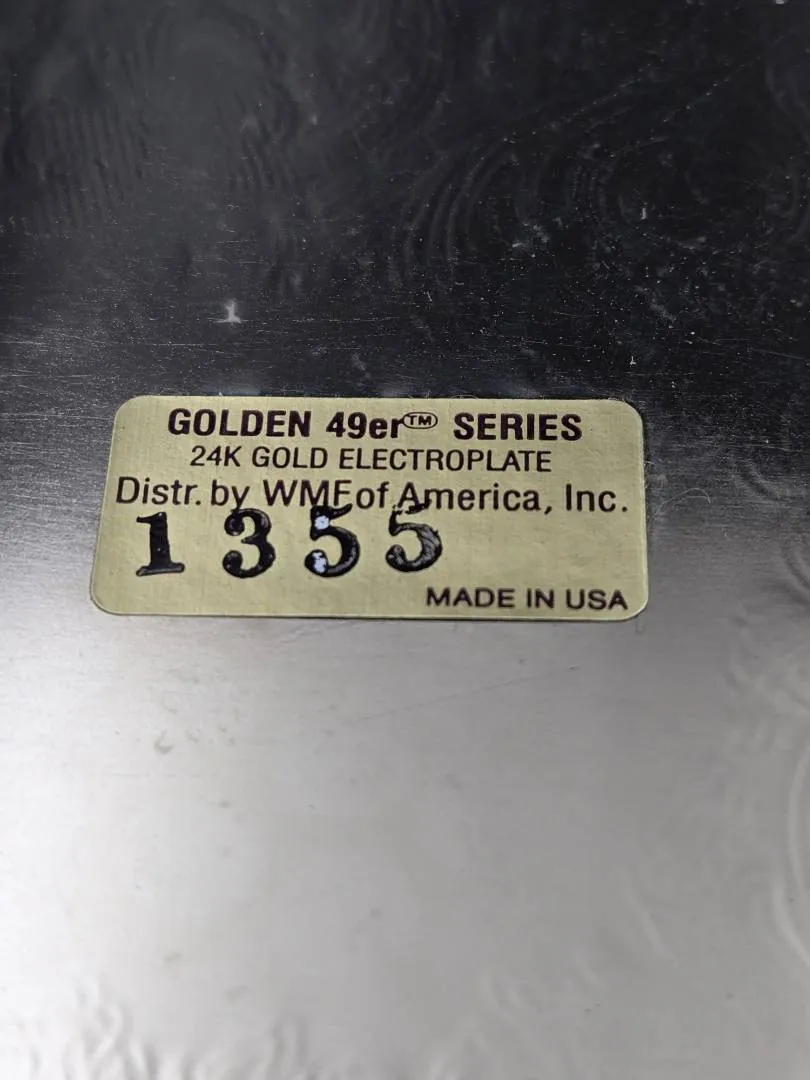 GOLDEN 49er™ SERIES
24K GOLD ELECTROPLATE
Distr. by WMF of America, Inc.
1355
MADE IN USA